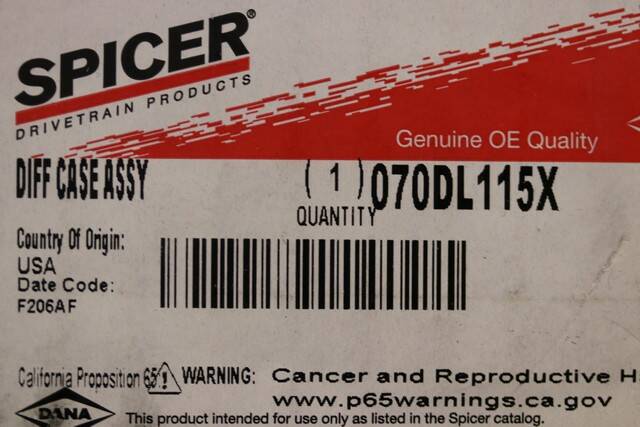 SPICER®
DRIVETRAIN PRODUCTS
Genuine OE Quality
DIFF CASE ASSY (1) 070DL115X
QUANTITY
Country Of Origin:
USA
Date Code:
F206AF
California Proposition 65: WARNING: Cancer and Reproductive H
www.p65warnings.ca.gov
DANA
This product intended for use only as listed in the Spicer catalog.